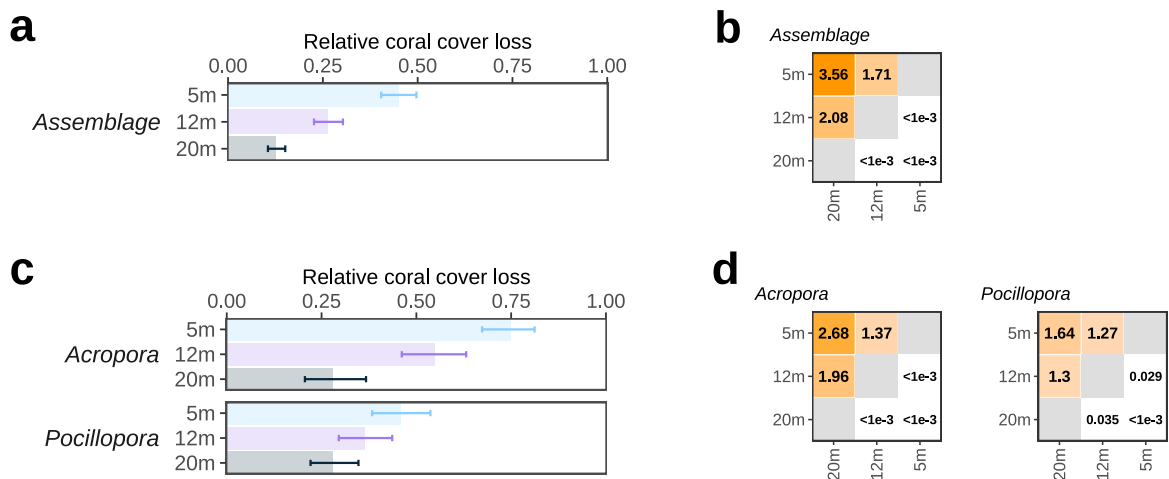 a
Relative coral cover loss
0.00 0.25 0.50 0.75 1.00
Assemblage
5m
12m
20m
b
Assemblage
5m 3.56 1.71
12m 2.08 <1e-3
20m <1e-3 <1e-3
20m 12m 5m
c
Relative coral cover loss
0.00 0.25 0.50 0.75 1.00
Acropora
5m
12m
20m
Pocillopora
5m
12m
20m
d
Acropora
5m 2.68 1.37
12m 1.96 <1e-3
20m <1e-3 <1e-3
20m 12m 5m
Pocillopora
5m 1.64 1.27
12m 1.3 0.029
20m 0.035 <1e-3
20m 12m 5m